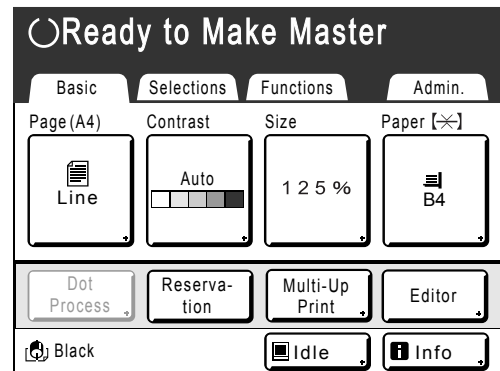 Ready to Make Master
Basic Selections Functions Admin.
Page(A4) Contrast Size Paper【※】
Line
Auto
125%
B4
Dot
Process
Reserva-
tion
Multi-Up
Print
Editor
Black
Idle
Info